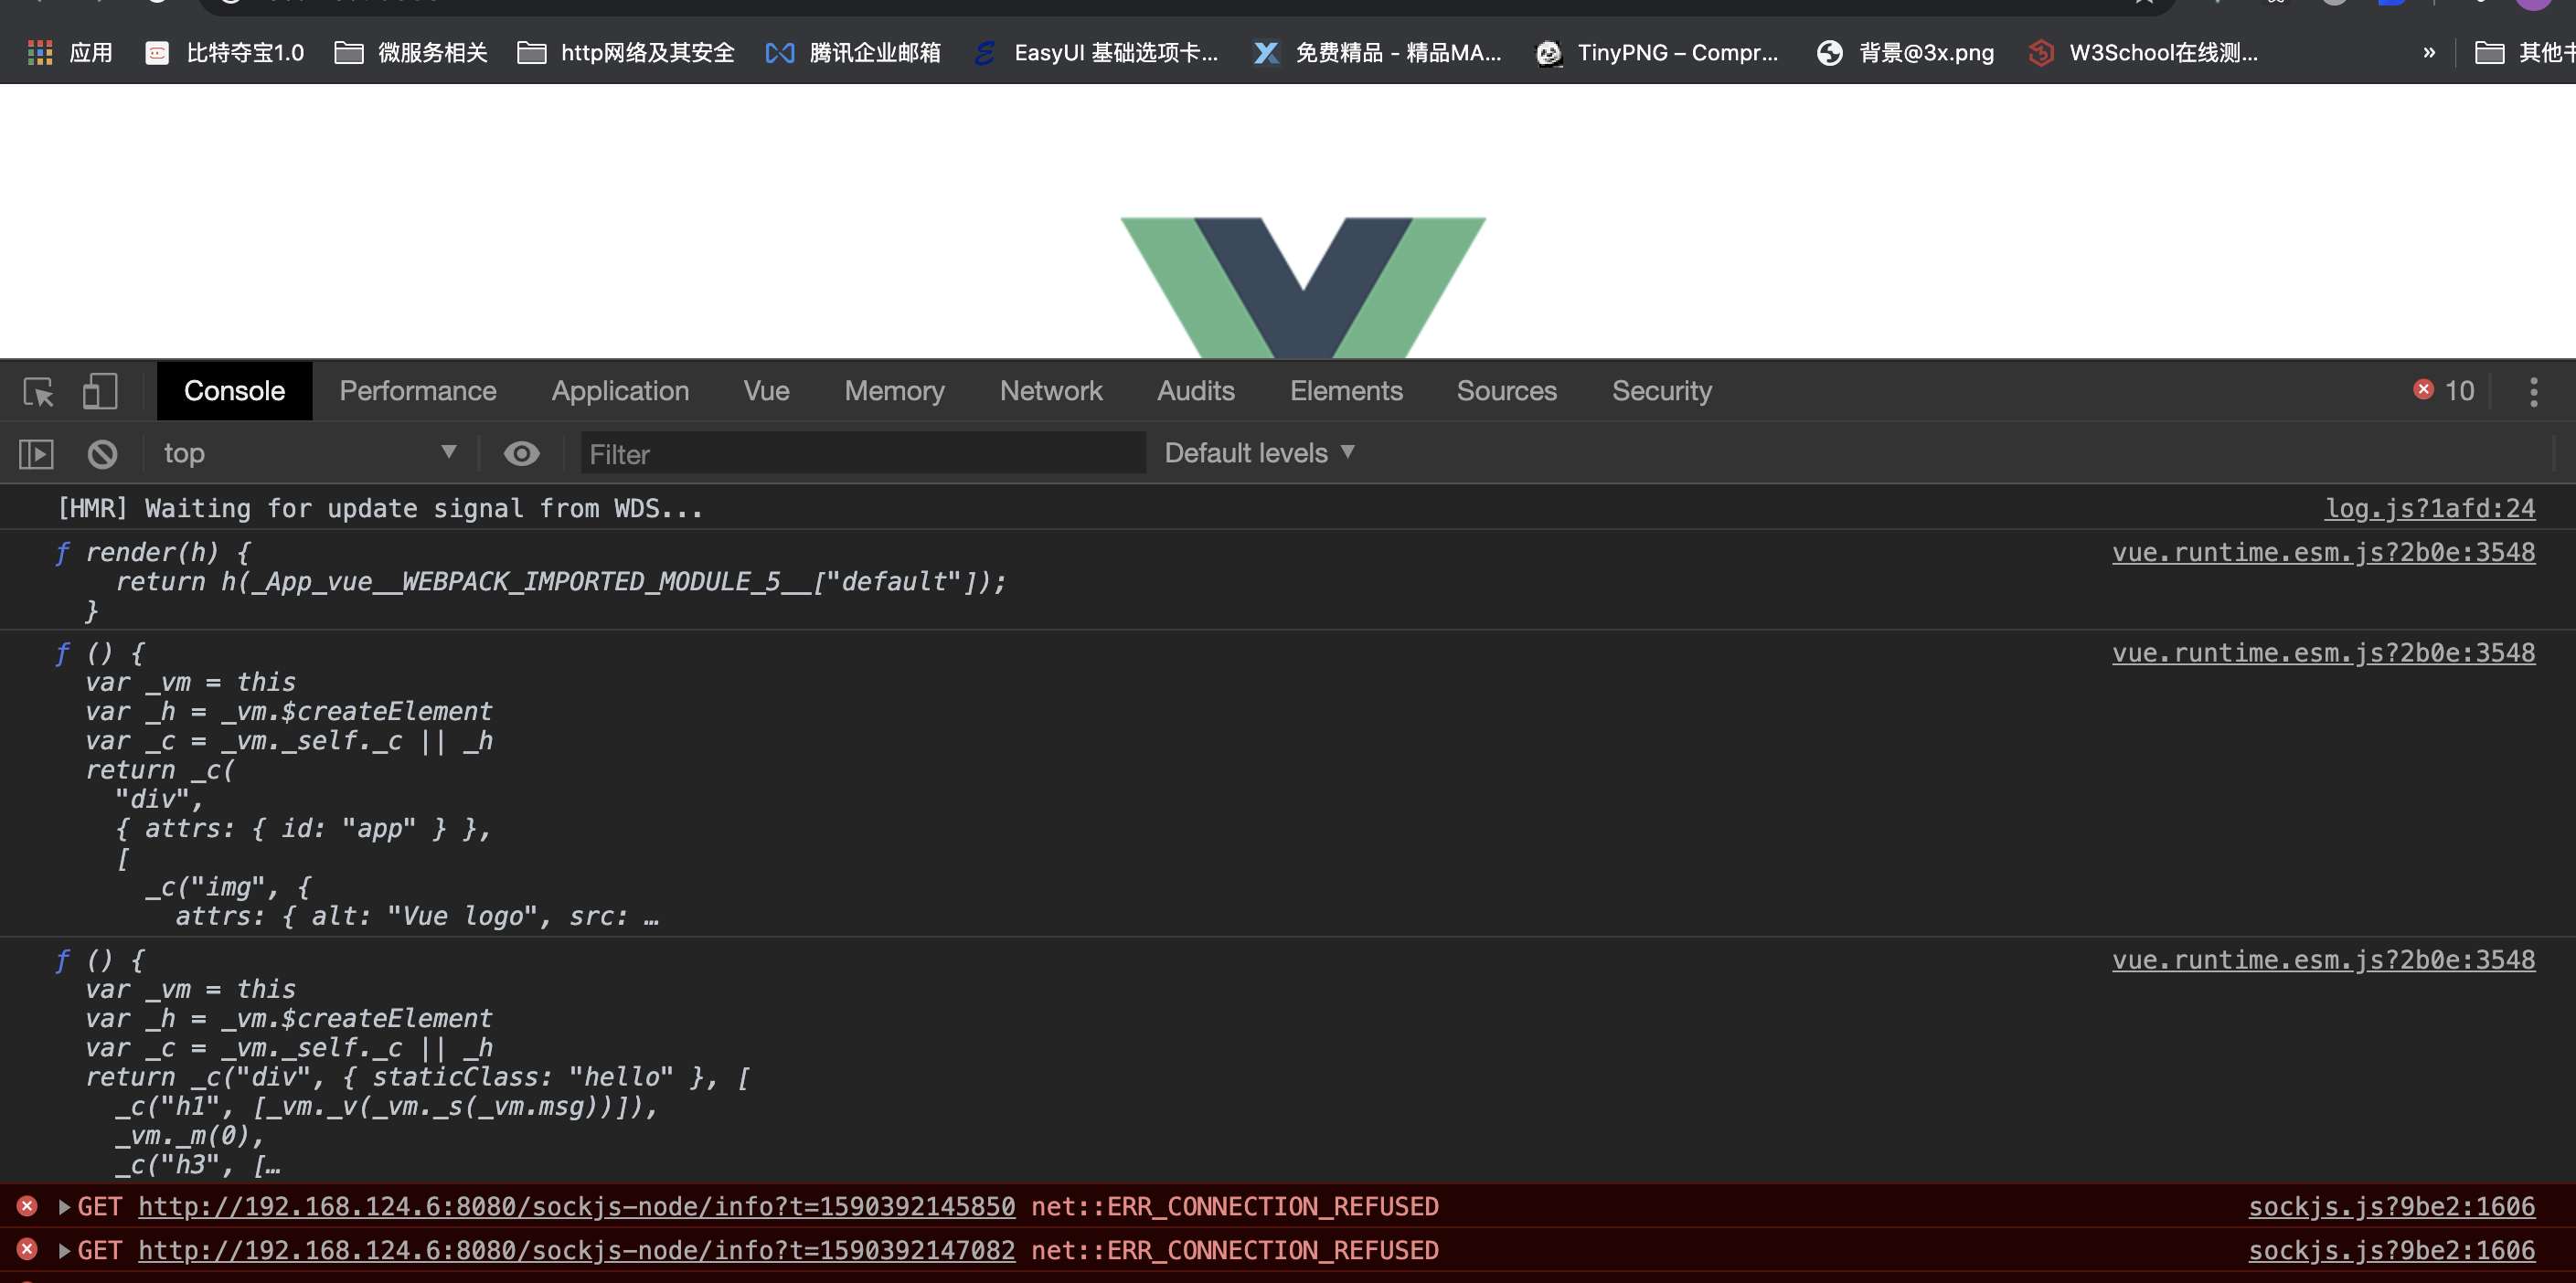 应用 比特夺宝1.0 微服务相关 http网络及其安全 腾讯企业邮箱 EasyUI 基础选项卡... 免费精品 - 精品MA... TinyPNG – Compr... 背景@3x.png W3School在线测... » 其他
Console Performance Application Vue Memory Network Audits Elements Sources Security 10
top Filter Default levels
[HMR] Waiting for update signal from WDS... log.js?1afd:24
ƒ render(h) { vue.runtime.esm.js?2b0e:3548
return h(_App_vue__WEBPACK_IMPORTED_MODULE_5__["default"]);
}
ƒ () { vue.runtime.esm.js?2b0e:3548
var _vm = this
var _h = _vm.$createElement
var _c = _vm._self._c || _h
return _c(
"div",
{ attrs: { id: "app" } },
[
_c("img", {
attrs: { alt: "Vue logo", src: …
ƒ () { vue.runtime.esm.js?2b0e:3548
var _vm = this
var _h = _vm.$createElement
var _c = _vm._self._c || _h
return _c("div", { staticClass: "hello" }, [
_c("h1", [_vm._v(_vm._s(_vm.msg))]),
_vm._m(0),
_c("h3", […
GET http://192.168.124.6:8080/sockjs-node/info?t=1590392145850 net::ERR_CONNECTION_REFUSED sockjs.js?9be2:1606
GET http://192.168.124.6:8080/sockjs-node/info?t=1590392147082 net::ERR_CONNECTION_REFUSED sockjs.js?9be2:1606